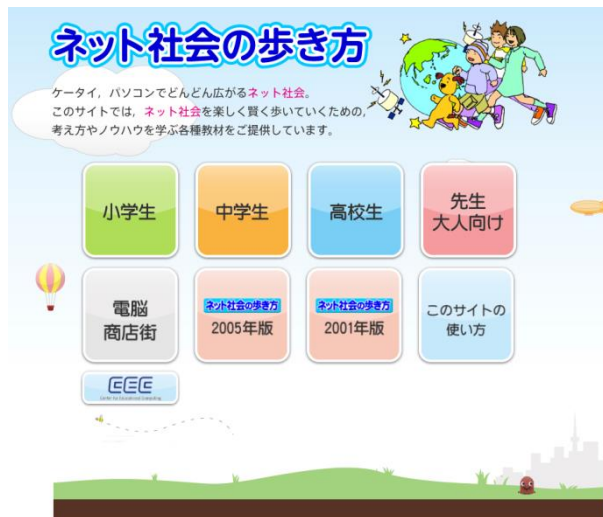 ネット社会の歩き方
ケータイ，パソコンでどんどん広がるネット社会。
このサイトでは，ネット社会を楽しく賢く歩いていくための，
考え方やノウハウを学ぶ各種教材をご提供しています。
小学生
中学生
高校生
先生
大人向け
電脳
商店街
ネット社会の歩き方
2005年版
ネット社会の歩き方
2001年版
このサイトの
使い方
CEC
Center for Educational Computing